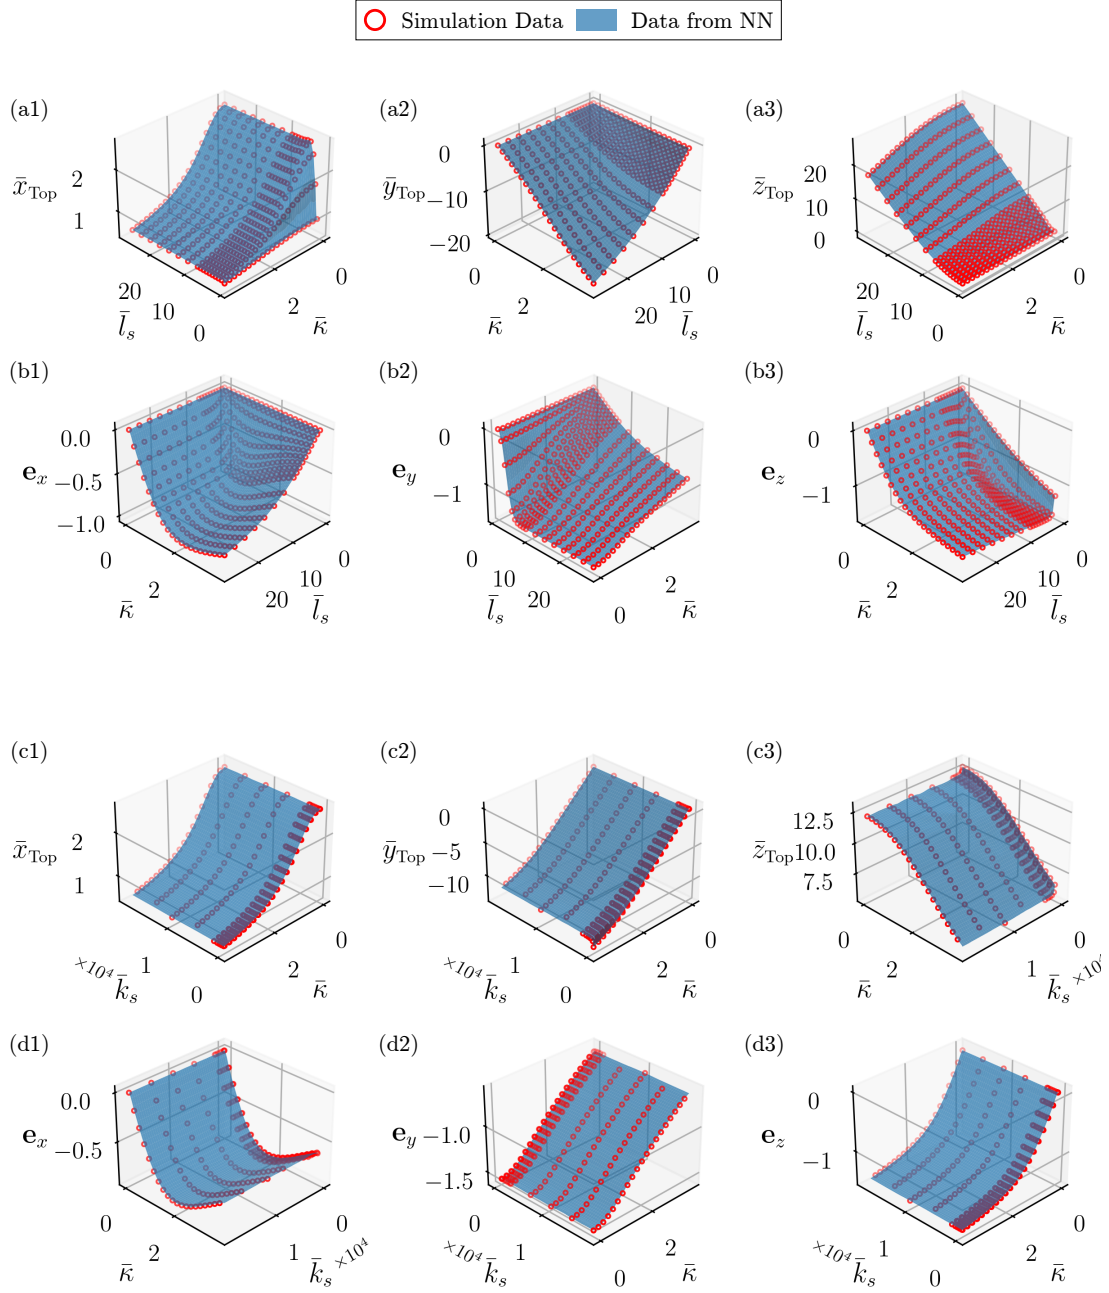 Simulation Data Data from NN
(a1) (a2) (a3)
x̄Top 2 1 20 10 0 l̄s 2 0 κ̄
ȳTop 0 −10 −20 0 2 κ̄ 20 10 0 l̄s
z̄Top 20 10 0 20 10 0 l̄s 2 0 κ̄
(b1) (b2) (b3)
ex 0.0 −0.5 −1.0 0 2 κ̄ 20 10 0 l̄s
ey 0 −1 0 10 20 l̄s 0 2 κ̄
ez 0 −1 0 2 κ̄ 20 10 0 l̄s
(c1) (c2) (c3)
x̄Top 2 1 ×10⁴ 1 0 k̄s 2 0 κ̄
ȳTop 0 −5 −10 ×10⁴ 1 0 k̄s 2 0 κ̄
z̄Top 12.5 10.0 7.5 0 2 κ̄ 1 0 k̄s ×10⁴
(d1) (d2) (d3)
ex 0.0 −0.5 0 2 κ̄ 1 0 k̄s ×10⁴
ey −1.0 −1.5 0 1 ×10⁴ k̄s 0 2 κ̄
ez 0 −1 ×10⁴ 1 0 k̄s 2 0 κ̄